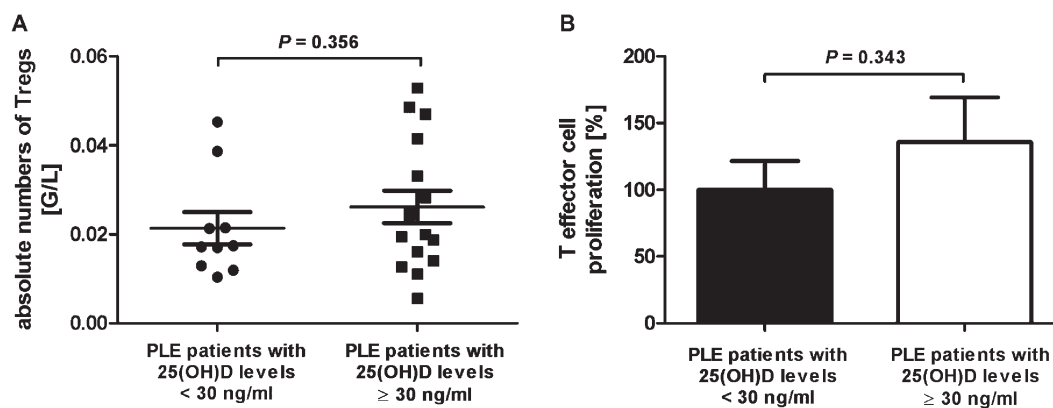 A
absolute numbers of Tregs
[G/L]
0.06
0.04
0.02
0.00
P = 0.356
PLE patients with
25(OH)D levels
< 30 ng/ml
PLE patients with
25(OH)D levels
≥ 30 ng/ml
B
T effector cell
proliferation [%]
200
150
100
50
0
P = 0.343
PLE patients with
25(OH)D levels
< 30 ng/ml
PLE patients with
25(OH)D levels
≥ 30 ng/ml